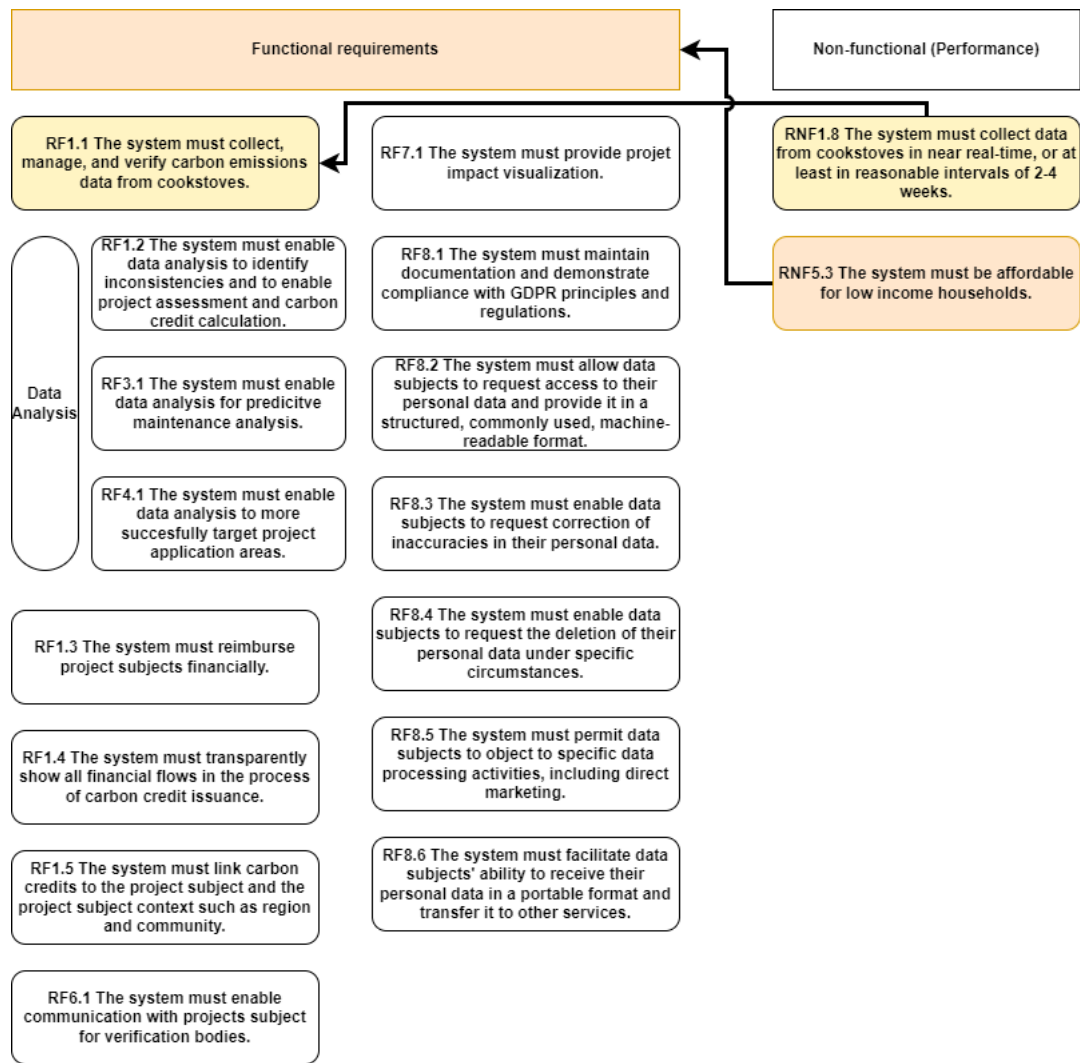 Functional requirements
Non-functional (Performance)
RF1.1 The system must collect,
manage, and verify carbon emissions
data from cookstoves.
RF7.1 The system must provide projet
impact visualization.
RNF1.8 The system must collect data
from cookstoves in near real-time, or at
least in reasonable intervals of 2-4
weeks.
Data
Analysis
RF1.2 The system must enable
data analysis to identify
inconsistencies and to enable
project assessment and carbon
credit calculation.
RF8.1 The system must maintain
documentation and demonstrate
compliance with GDPR principles and
regulations.
RNF5.3 The system must be affordable
for low income households.
RF3.1 The system must enable
data analysis for predicitve
maintenance analysis.
RF8.2 The system must allow data
subjects to request access to their
personal data and provide it in a
structured, commonly used, machine-
readable format.
RF4.1 The system must enable
data analysis to more
succesfully target project
application areas.
RF8.3 The system must enable data
subjects to request correction of
inaccuracies in their personal data.
RF1.3 The system must reimburse
project subjects financially.
RF8.4 The system must enable data
subjects to request the deletion of their
personal data under specific
circumstances.
RF1.4 The system must transparently
show all financial flows in the process
of carbon credit issuance.
RF8.5 The system must permit data
subjects to object to specific data
processing activities, including direct
marketing.
RF1.5 The system must link carbon
credits to the project subject and the
project subject context such as region
and community.
RF8.6 The system must facilitate data
subjects' ability to receive their
personal data in a portable format and
transfer it to other services.
RF6.1 The system must enable
communication with projects subject
for verification bodies.